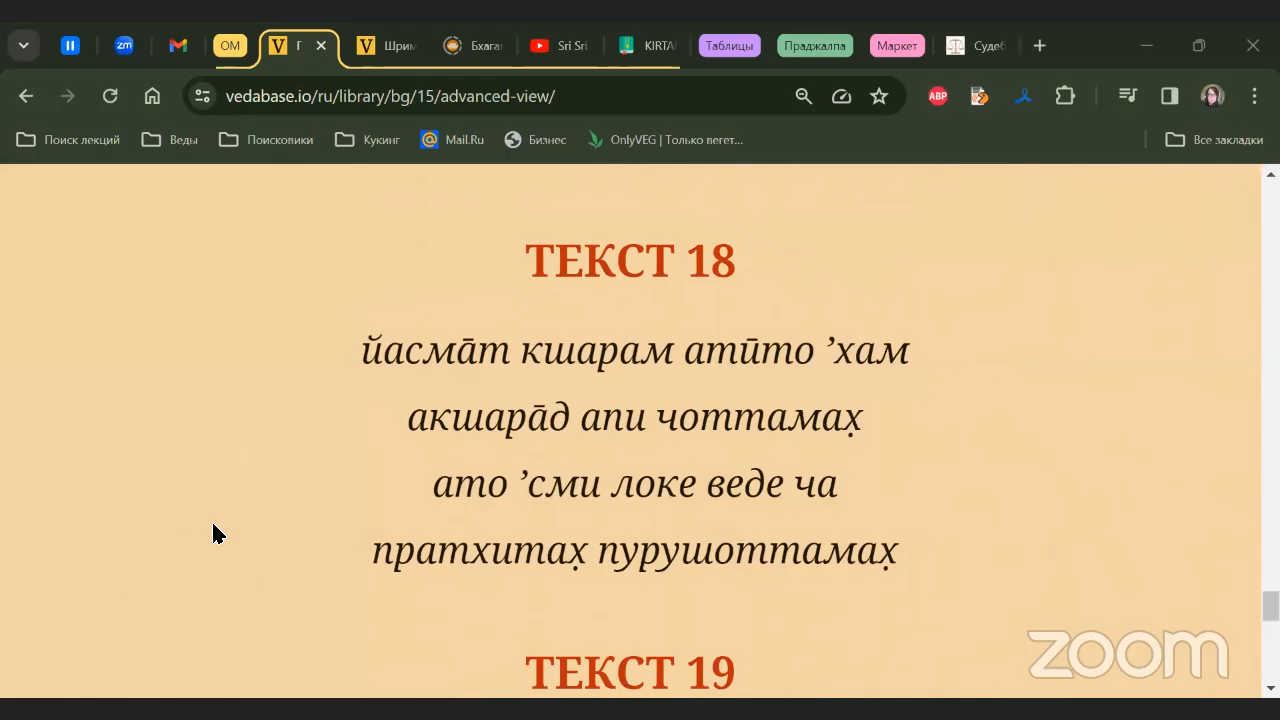 ОМ
Г
Шрим
Бхага
Sri Sri
KIRTA
Таблицы
Праджалпа
Маркет
Судеб
vedabase.io/ru/library/bg/15/advanced-view/
ABP
Поиск лекций
Веды
Поисковики
Кукинг
Mail.Ru
Бизнес
OnlyVEG | Только вегет...
Все закладки
ТЕКСТ 18
йасма̄т кшарам атӣто ’хам
акшара̄д апи чоттамах̣
ато ’сми локе веде ча
пратхитах̣ пурушоттамах̣
ТЕКСТ 19
zoom